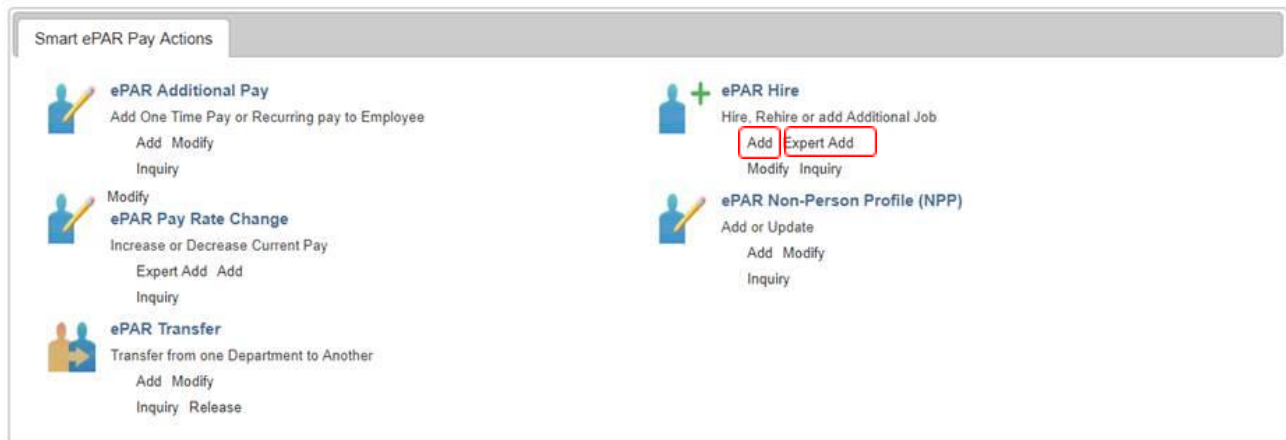 Smart ePAR Pay Actions
ePAR Additional Pay
Add One Time Pay or Recurring pay to Employee
Add Modify
Inquiry
Modify
ePAR Pay Rate Change
Increase or Decrease Current Pay
Expert Add Add
Inquiry
ePAR Transfer
Transfer from one Department to Another
Add Modify
Inquiry Release
ePAR Hire
Hire, Rehire or add Additional Job
Add Expert Add
Modify Inquiry
ePAR Non-Person Profile (NPP)
Add or Update
Add Modify
Inquiry